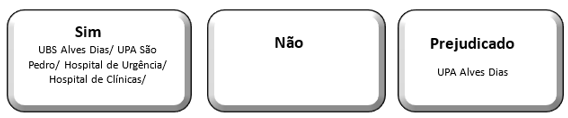 Sim
UBS Alves Dias/ UPA São
Pedro/ Hospital de Urgência/
Hospital de Clínicas/
Não
Prejudicado
UPA Alves Dias